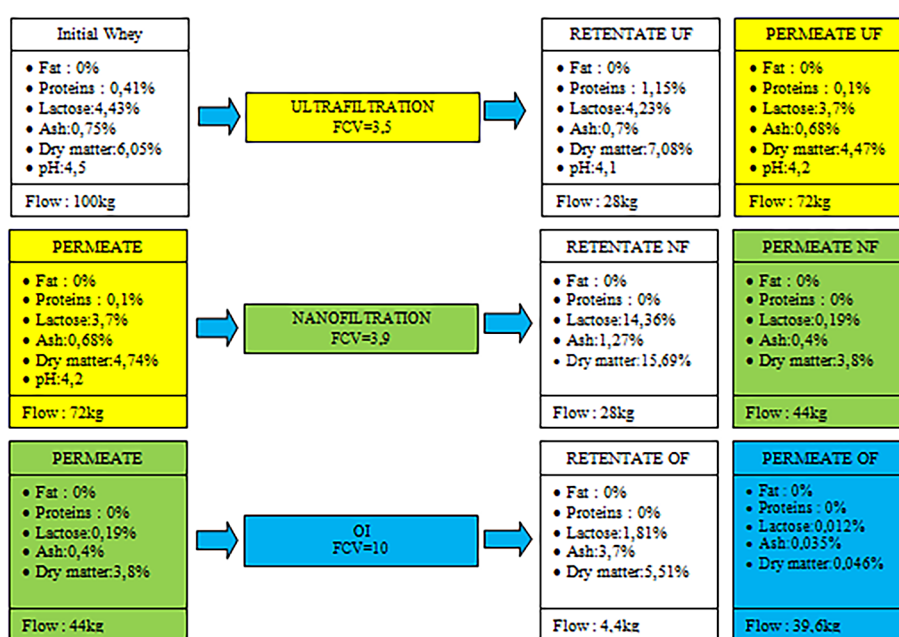 Initial Whey
• Fat : 0%
• Proteins : 0,41%
• Lactose:4,43%
• Ash:0,75%
• Dry matter:6,05%
• pH:4,5
Flow : 100kg
ULTRAFILTRATION
FCV=3,5
RETENTATE UF
• Fat : 0%
• Proteins : 1,15%
• Lactose:4,23%
• Ash:0,7%
• Dry matter:7,08%
• pH:4,1
Flow : 28kg
PERMEATE UF
• Fat : 0%
• Proteins : 0,1%
• Lactose:3,7%
• Ash:0,68%
• Dry matter:4,47%
• pH:4,2
Flow : 72kg
PERMEATE
• Fat : 0%
• Proteins : 0,1%
• Lactose:3,7%
• Ash:0,68%
• Dry matter:4,74%
• pH:4,2
Flow : 72kg
NANOFILTRATION
FCV=3,9
RETENTATE NF
• Fat : 0%
• Proteins : 0%
• Lactose:14,36%
• Ash:1,27%
• Dry matter:15,69%
Flow : 28kg
PERMEATE NF
• Fat : 0%
• Proteins : 0%
• Lactose:0,19%
• Ash:0,4%
• Dry matter:3,8%
Flow : 44kg
PERMEATE
• Fat : 0%
• Proteins : 0%
• Lactose:0,19%
• Ash:0,4%
• Dry matter:3,8%
Flow : 44kg
OI
FCV=10
RETENTATE OF
• Fat : 0%
• Proteins : 0%
• Lactose:1,81%
• Ash:3,7%
• Dry matter:5,51%
Flow : 4,4kg
PERMEATE OF
• Fat : 0%
• Proteins : 0%
• Lactose:0,012%
• Ash:0,035%
• Dry matter:0,046%
Flow : 39,6kg